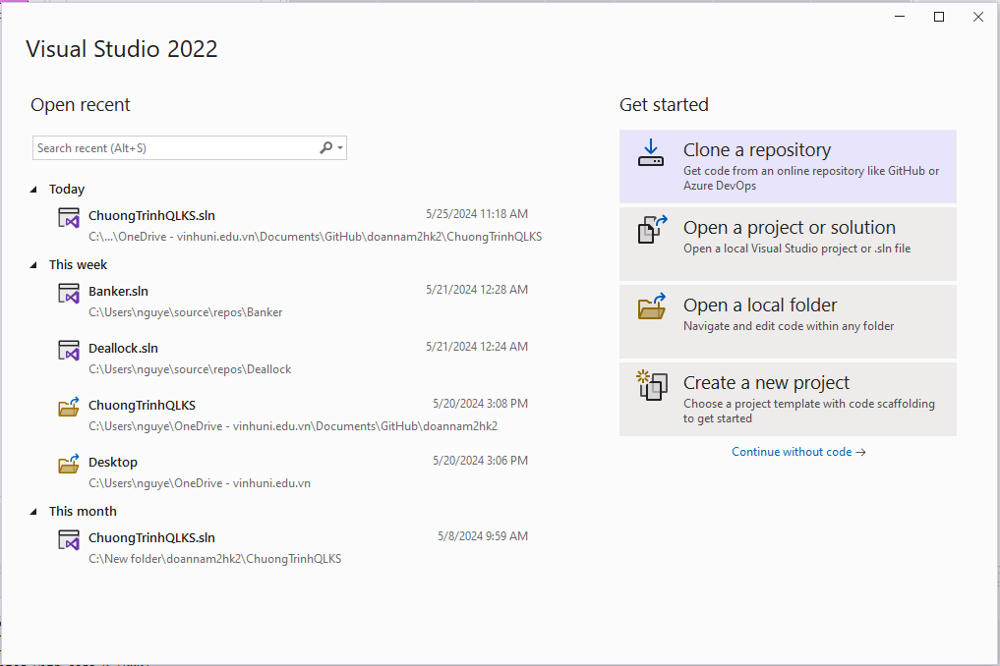 Visual Studio 2022
Open recent
Search recent (Alt+S)
Today
ChuongTrinhQLKS.sln 5/25/2024 11:18 AM
C:\...\OneDrive - vinhuni.edu.vn\Documents\GitHub\doannam2hk2\ChuongTrinhQLKS
This week
Banker.sln 5/21/2024 12:28 AM
C:\Users\nguye\source\repos\Banker
Deallock.sln 5/21/2024 12:24 AM
C:\Users\nguye\source\repos\Deallock
ChuongTrinhQLKS 5/20/2024 3:08 PM
C:\Users\nguye\OneDrive - vinhuni.edu.vn\Documents\GitHub\doannam2hk2
Desktop 5/20/2024 3:06 PM
C:\Users\nguye\OneDrive - vinhuni.edu.vn
This month
ChuongTrinhQLKS.sln 5/8/2024 9:59 AM
C:\New folder\doannam2hk2\ChuongTrinhQLKS
Get started
Clone a repository
Get code from an online repository like GitHub or
Azure DevOps
Open a project or solution
Open a local Visual Studio project or .sln file
Open a local folder
Navigate and edit code within any folder
Create a new project
Choose a project template with code scaffolding
to get started
Continue without code →